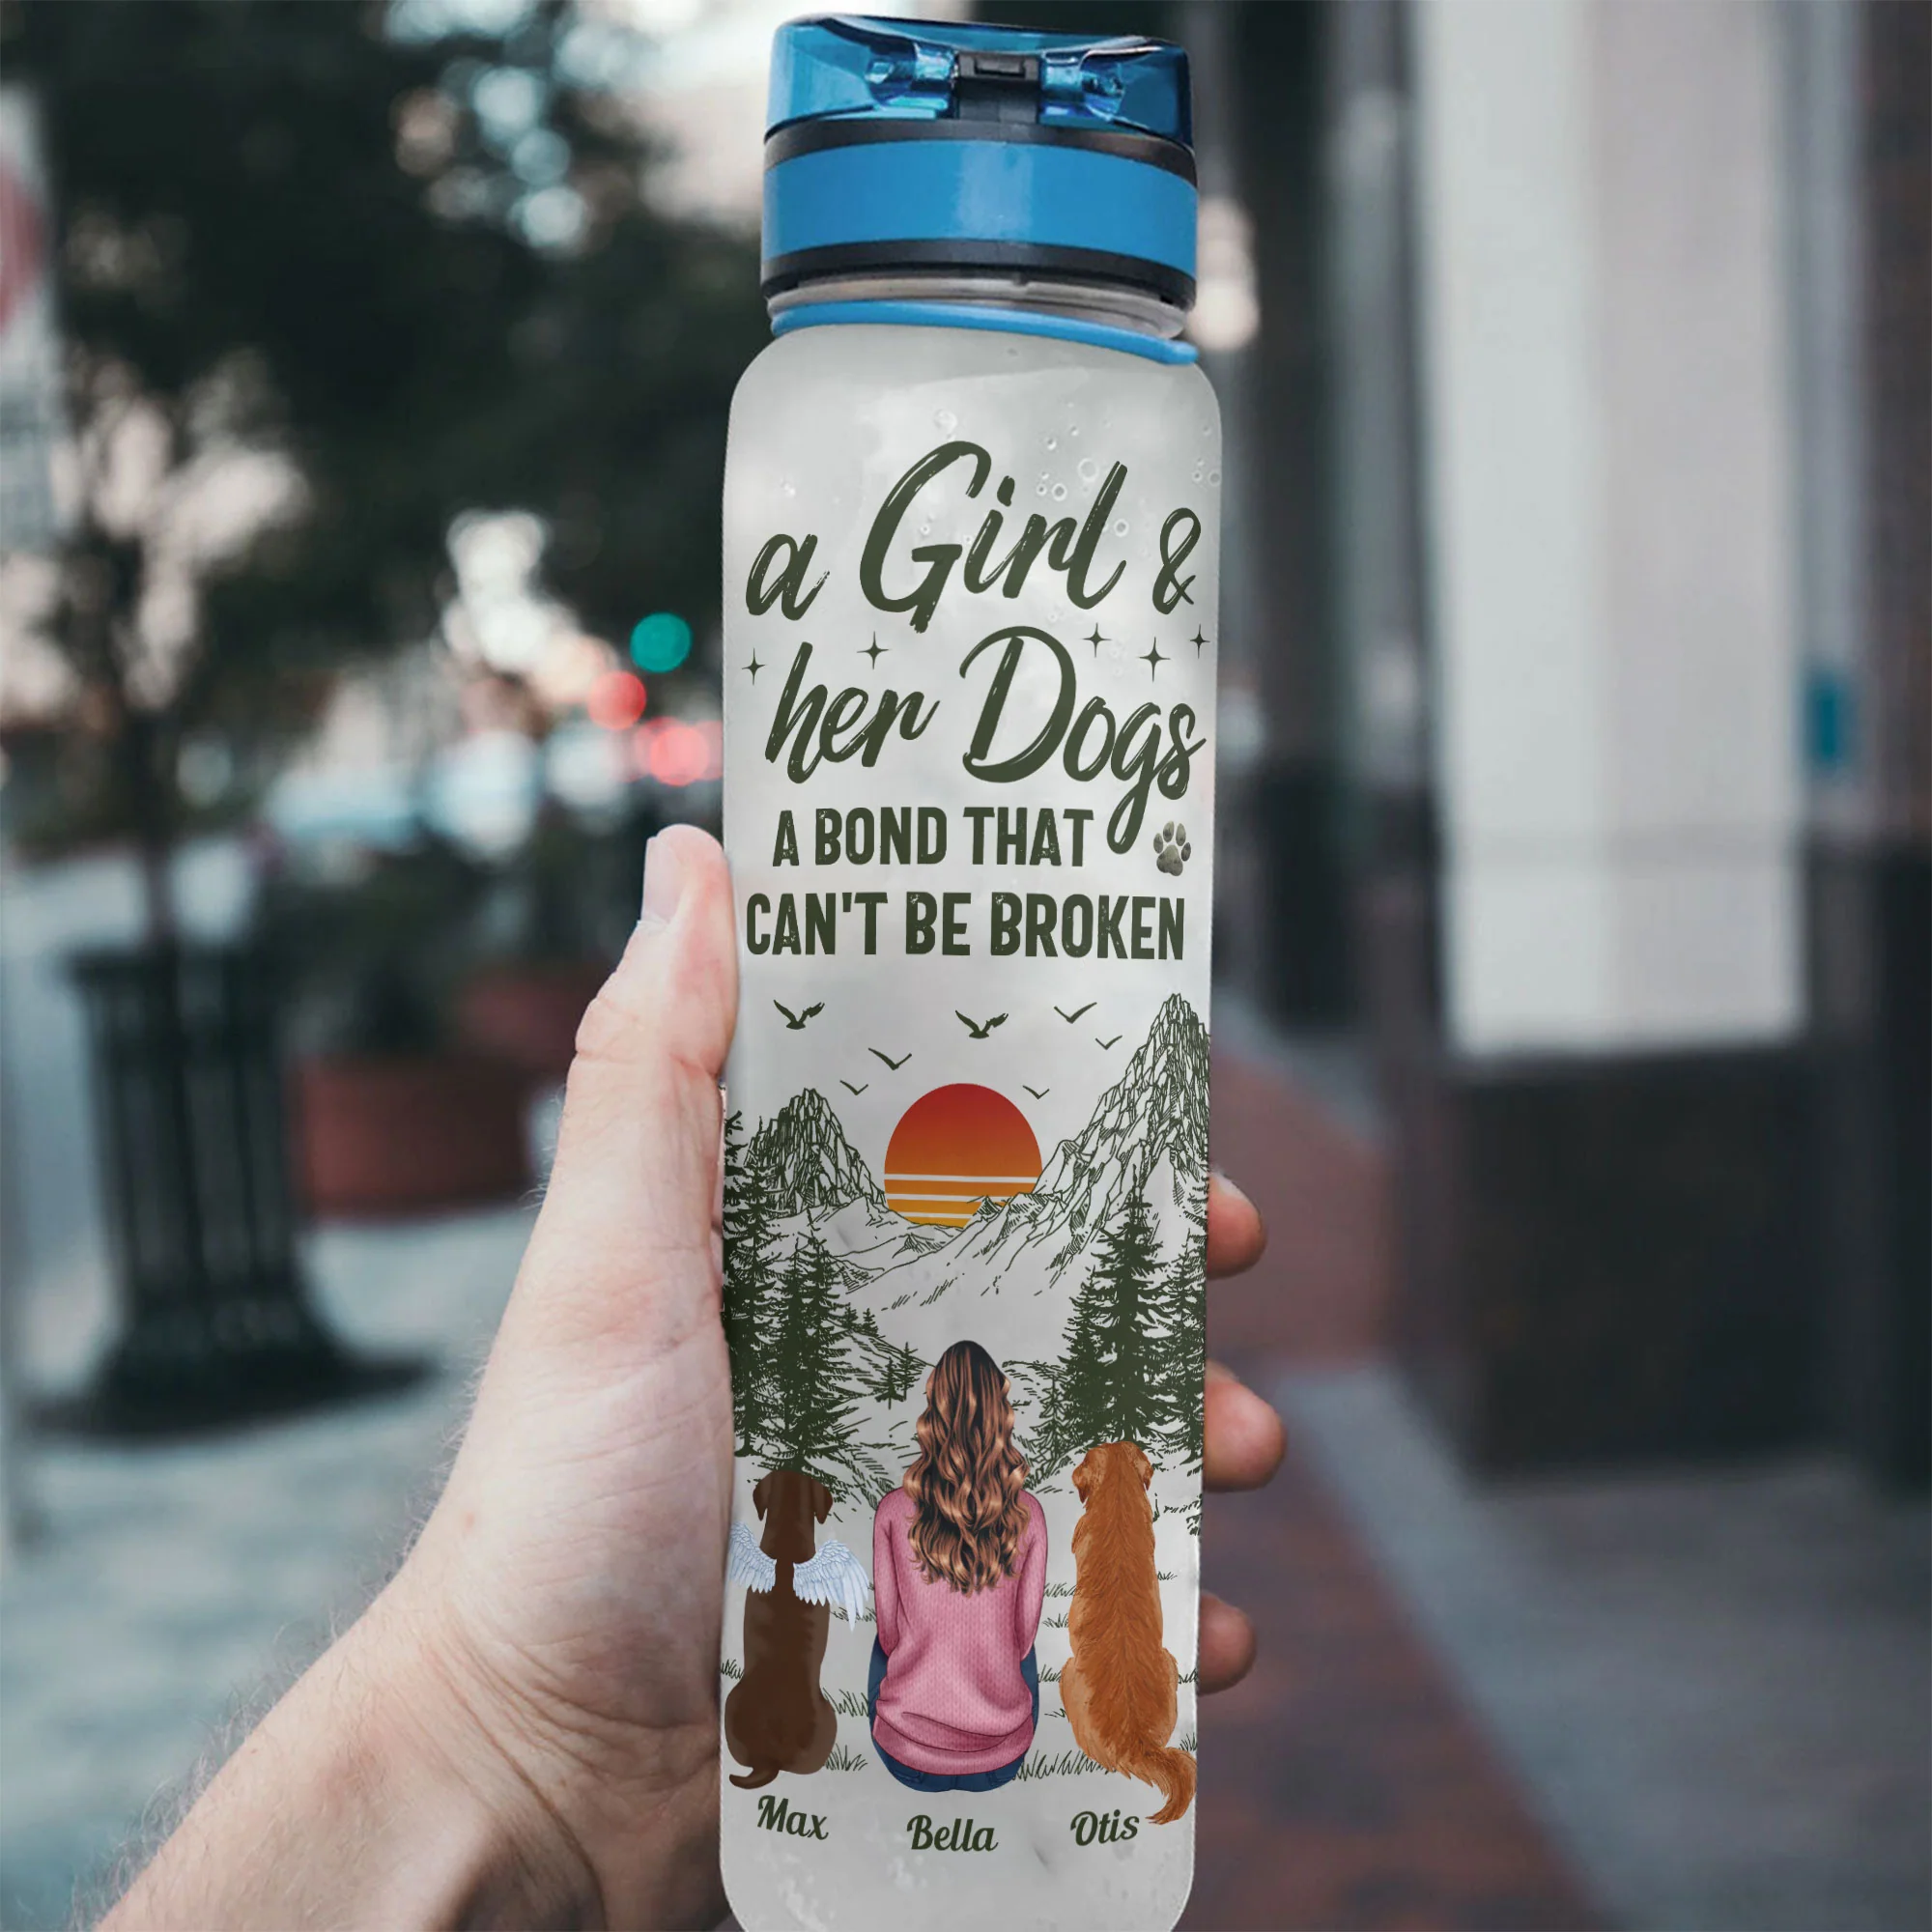 a Girl &
her Dogs
A BOND THAT
CAN'T BE BROKEN
Max Bella Otis